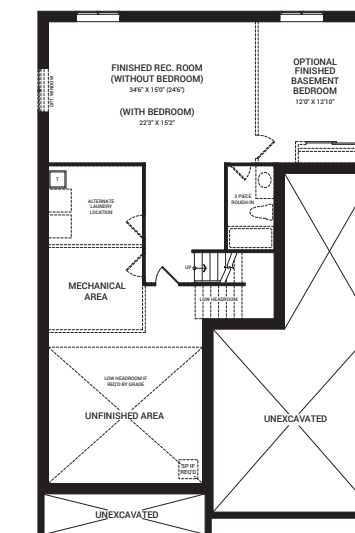 FINISHED REC. ROOM
(WITHOUT BEDROOM)
34'6" X 15'0" (24'6")
(WITH BEDROOM)
22'3" X 15'2"
OPTIONAL
FINISHED
BASEMENT
BEDROOM
12'0" X 12'10"
OPT. WINDOW
T
ALTERNATE
LAUNDRY
LOCATION
3 PIECE
ROUGH-IN
UP
LOW HEADROOM
MECHANICAL
AREA
LOW HEADROOM IF
REQ'D BY GRADE
UNFINISHED AREA
UNEXCAVATED
SP IF
REQ'D
UNEXCAVATED